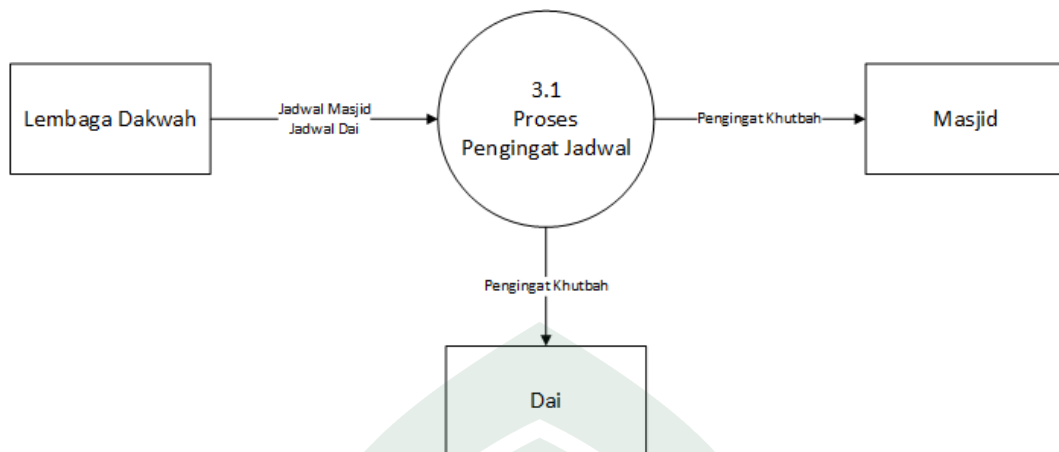 Lembaga Dakwah
Jadwal Masjid
Jadwal Dai
3.1
Proses
Pengingat Jadwal
Pengingat Khutbah
Masjid
Pengingat Khutbah
Dai